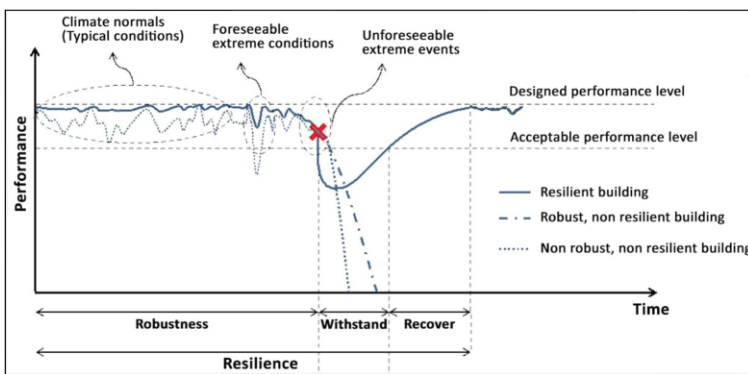 Climate normals
(Typical conditions)
Foreseeable
extreme conditions
Unforeseeable
extreme events
Designed performance level
Acceptable performance level
Performance
Resilient building
Robust, non resilient building
Non robust, non resilient building
Time
Robustness
Withstand
Recover
Resilience